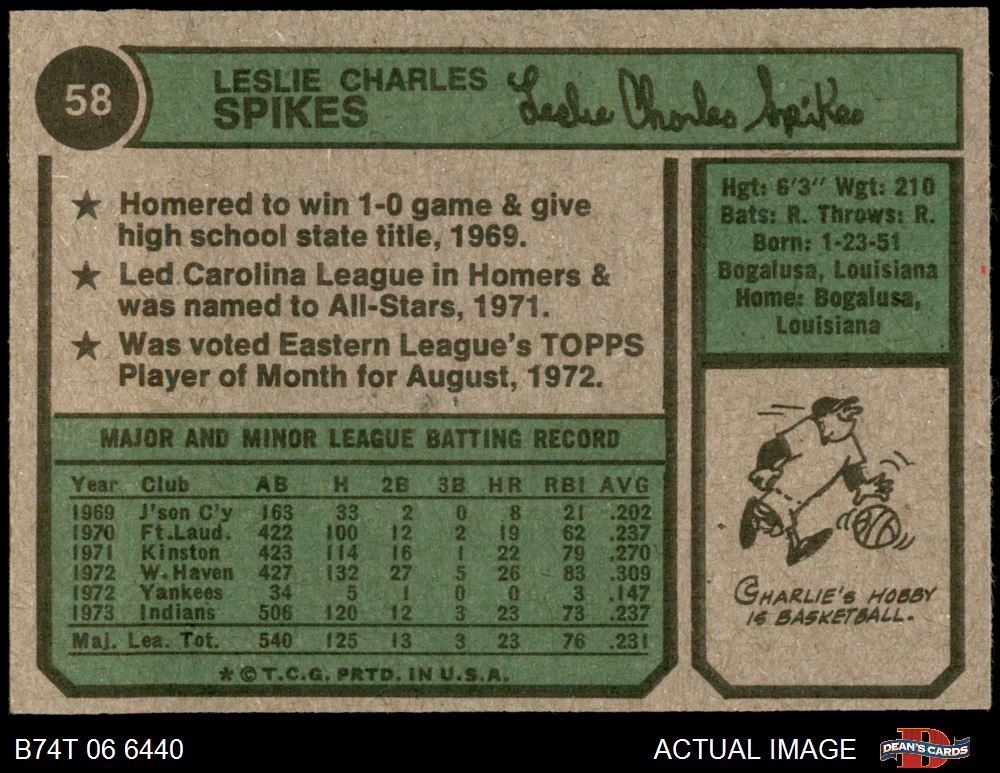 58
LESLIE CHARLES
SPIKES
Leslie Charles Spikes
★ Homered to win 1-0 game & give
high school state title, 1969.
★ Led Carolina League in Homers &
was named to All-Stars, 1971.
★ Was voted Eastern League's TOPPS
Player of Month for August, 1972.
Hgt: 6'3" Wgt: 210
Bats: R. Throws: R.
Born: 1-23-51
Bogalusa, Louisiana
Home: Bogalusa,
Louisiana
MAJOR AND MINOR LEAGUE BATTING RECORD
Year Club AB H 2B 3B HR RBI AVG
1969 J'son C'y 163 33 2 0 8 21 .202
1970 Ft.Laud. 422 100 12 2 19 62 .237
1971 Kinston 423 114 16 1 22 79 .270
1972 W. Haven 427 132 27 5 26 83 .309
1972 Yankees 34 5 1 0 0 3 .147
1973 Indians 506 120 12 3 23 73 .237
Maj. Lea. Tot. 540 125 13 3 23 76 .231
* © T.C.G. PRTD. IN U.S.A.
CHARLIE'S HOBBY
IS BASKETBALL.
B74T 06 6440
ACTUAL IMAGE
DEAN'S CARDS